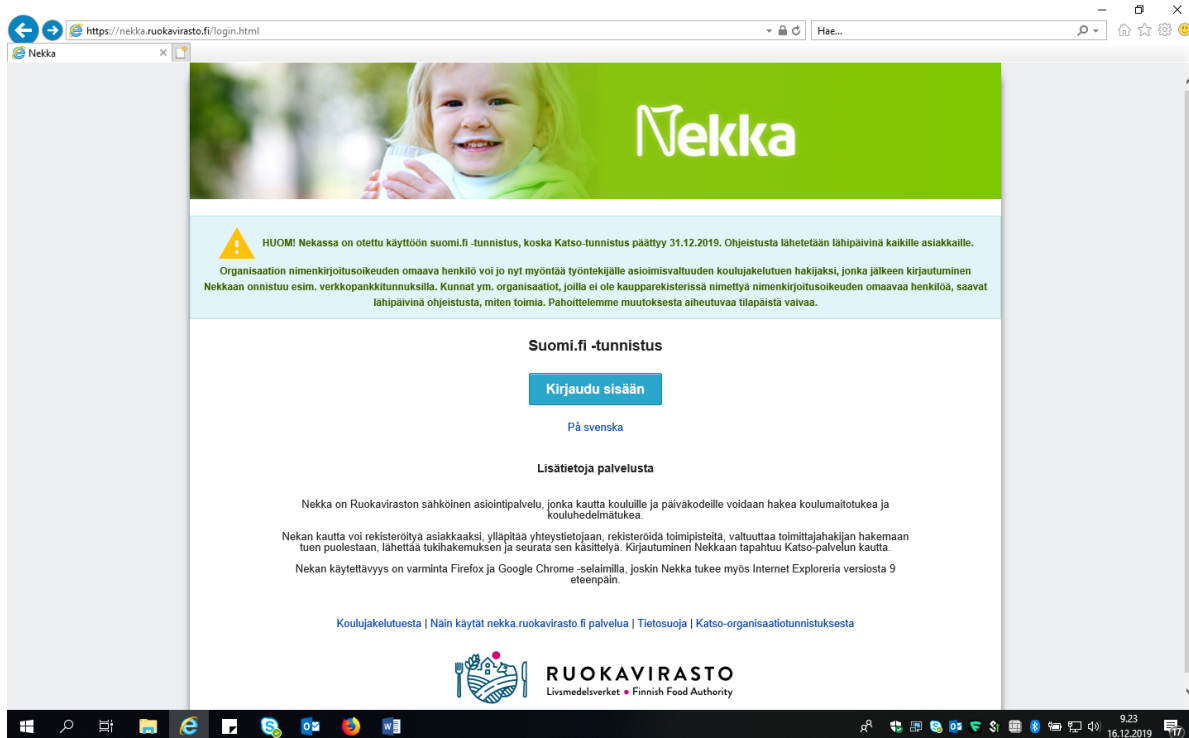 https://nekka.ruokavirasto.fi/login.html
Hae...
Nekka
Nekka
HUOM! Nekassa on otettu käyttöön suomi.fi -tunnistus, koska Katso-tunnistus päättyy 31.12.2019. Ohjeistusta lähetetään lähipäivinä kaikille asiakkaille.
Organisaation nimenkirjoitusoikeuden omaava henkilö voi jo nyt myöntää työntekijälle asioimisvaltuuden koulujakelutuen hakijaksi, jonka jälkeen kirjautuminen
Nekkaan onnistuu esim. verkkopankkitunnuksilla. Kunnat ym. organisaatiot, joilla ei ole kaupparekisterissä nimettyä nimenkirjoitusoikeuden omaavaa henkilöä, saavat
lähipäivinä ohjeistusta, miten toimia. Pahoittelemme muutoksesta aiheutuvaa tilapäistä vaivaa.
Suomi.fi -tunnistus
Kirjaudu sisään
På svenska
Lisätietoja palvelusta
Nekka on Ruokaviraston sähköinen asiointipalvelu, jonka kautta kouluille ja päiväkodeille voidaan hakea koulumaitotukea ja
kouluhedelmätukea.
Nekan kautta voi rekisteröityä asiakkaaksi, ylläpitää yhteystietojaan, rekisteröidä toimipisteitä, valtuuttaa toimittajahakijan hakemaan
tuen puolestaan, lähettää tukihakemuksen ja seurata sen käsittelyä. Kirjautuminen Nekkaan tapahtuu Katso-palvelun kautta.
Nekan käytettävyys on varminta Firefox ja Google Chrome -selaimilla, joskin Nekka tukee myös Internet Exploreria versiosta 9
eteenpäin.
Koulujakelutuesta | Näin käytät nekka.ruokavirasto.fi palvelua | Tietosuoja | Katso-organisaatiotunnistuksesta
RUOKAVIRASTO
Livsmedelsverket • Finnish Food Authority
9.23
16.12.2019
17